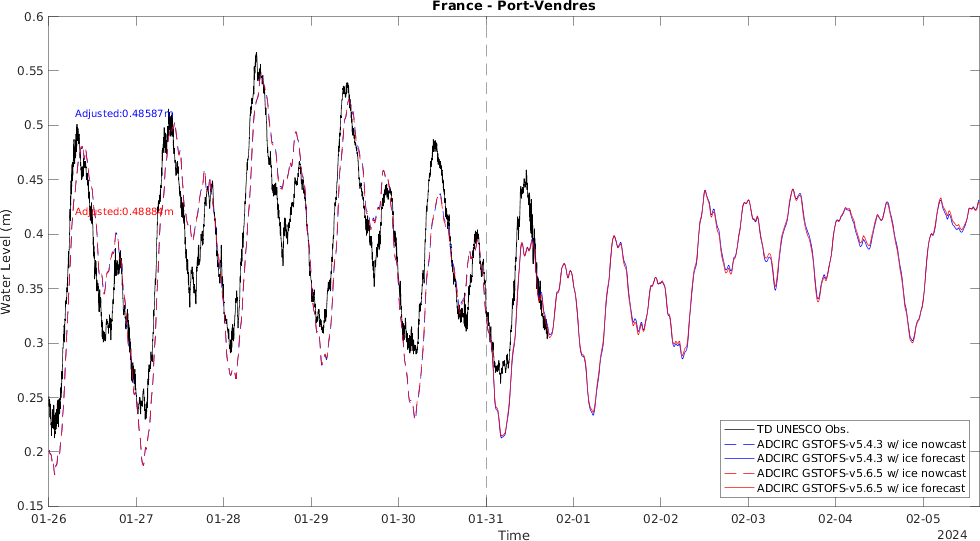 France - Port-Vendres
0.6
0.55
0.5
0.45
0.4
0.35
0.3
0.25
0.2
0.15
Water Level (m)
Adjusted:0.48587m
Adjusted:0.48884m
TD UNESCO Obs.
ADCIRC GSTOFS-v5.4.3 w/ ice nowcast
ADCIRC GSTOFS-v5.4.3 w/ ice forecast
ADCIRC GSTOFS-v5.6.5 w/ ice nowcast
ADCIRC GSTOFS-v5.6.5 w/ ice forecast
01-26 01-27 01-28 01-29 01-30 01-31 02-01 02-02 02-03 02-04 02-05
Time
2024